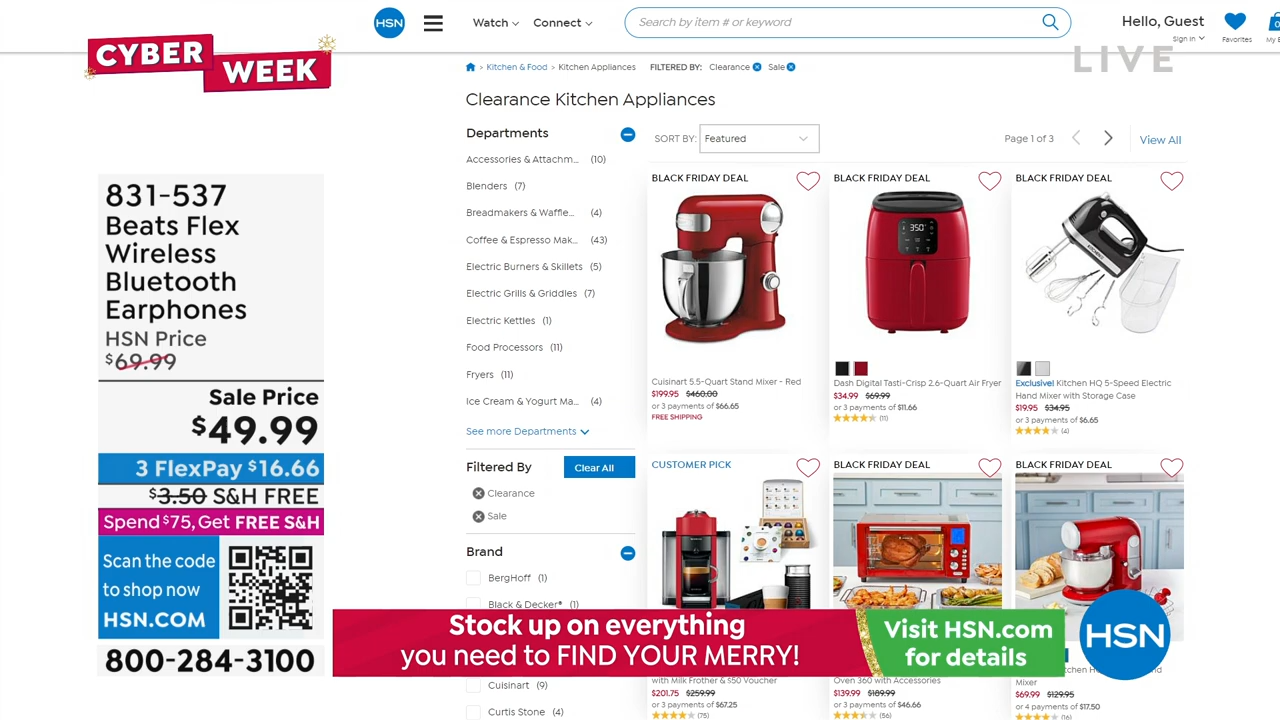 HSN
Watch
Connect
Search by item # or keyword
Hello, Guest
Sign In
Favorites
0
LIVE
CYBER
WEEK
> Kitchen & Food > Kitchen Appliances
FILTERED BY: Clearance Sale
Clearance Kitchen Appliances
831-537
Beats Flex
Wireless
Bluetooth
Earphones
HSN Price
$69.99
Sale Price
$49.99
3 FlexPay $16.66
$3.50 S&H FREE
Spend $75, Get FREE S&H
Scan the code
to shop now
HSN.COM
800-284-3100
Departments
Accessories & Attachm... (10)
Blenders (7)
Breadmakers & Waffle... (4)
Coffee & Espresso Mak... (43)
Electric Burners & Skillets (5)
Electric Grills & Griddles (7)
Electric Kettles (1)
Food Processors (11)
Fryers (11)
Ice Cream & Yogurt Ma... (4)
See more Departments
Filtered By
Clear All
Clearance
Sale
Brand
BergHoff (1)
Black & Decker® (1)
Cuisinart (9)
Curtis Stone (4)
SORT BY: Featured
Page 1 of 3
View All
BLACK FRIDAY DEAL
Cuisinart 5.5-Quart Stand Mixer - Red
$199.95 $460.00
or 3 payments of $66.65
FREE SHIPPING
BLACK FRIDAY DEAL
350°
Dash Digital Tasti-Crisp 2.6-Quart Air Fryer
$34.99 $69.99
or 3 payments of $11.66
(11)
BLACK FRIDAY DEAL
Exclusive! Kitchen HQ 5-Speed Electric
Hand Mixer with Storage Case
$19.95 $34.95
or 3 payments of $6.65
(4)
CUSTOMER PICK
with Milk Frother & $50 Voucher
$201.75 $259.99
or 3 payments of $67.25
(75)
BLACK FRIDAY DEAL
Oven 360 with Accessories
$139.99 $189.99
or 3 payments of $46.66
(56)
BLACK FRIDAY DEAL
Mixer
$69.99 $129.95
or 4 payments of $17.50
(16)
Stock up on everything
you need to FIND YOUR MERRY!
Visit HSN.com
for details
HSN